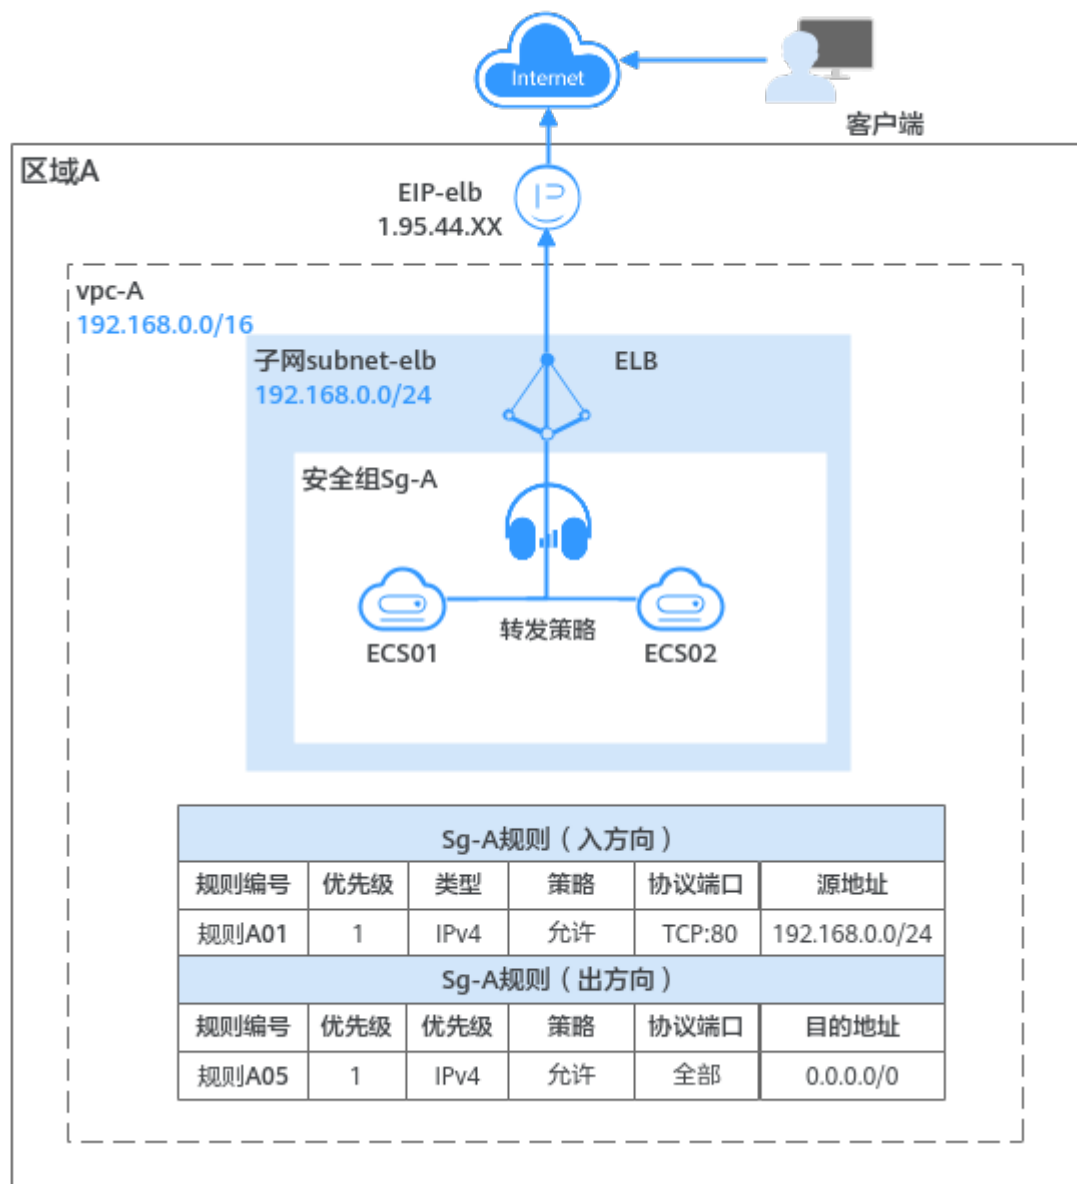 Internet
客户端
区域A
EIP-elb
1.95.44.XX
vpc-A
192.168.0.0/16
子网subnet-elb
ELB
192.168.0.0/24
安全组Sg-A
转发策略
ECS01
ECS02
Sg-A规则（入方向）
规则编号 优先级 类型 策略 协议端口 源地址
规则A01 1 IPv4 允许 TCP:80 192.168.0.0/24
Sg-A规则（出方向）
规则编号 优先级 优先级 策略 协议端口 目的地址
规则A05 1 IPv4 允许 全部 0.0.0.0/0